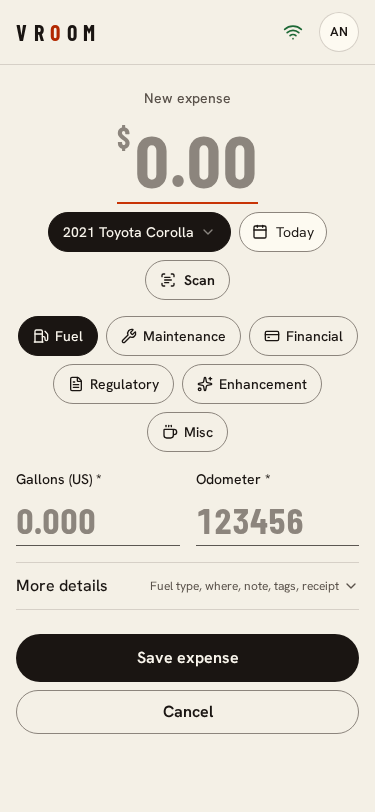 VROOM
AN
New expense
$0.00
2021 Toyota Corolla
Today
Scan
Fuel
Maintenance
Financial
Regulatory
Enhancement
Misc
Gallons (US) *
Odometer *
0.000
123456
More details
Fuel type, where, note, tags, receipt
Save expense
Cancel